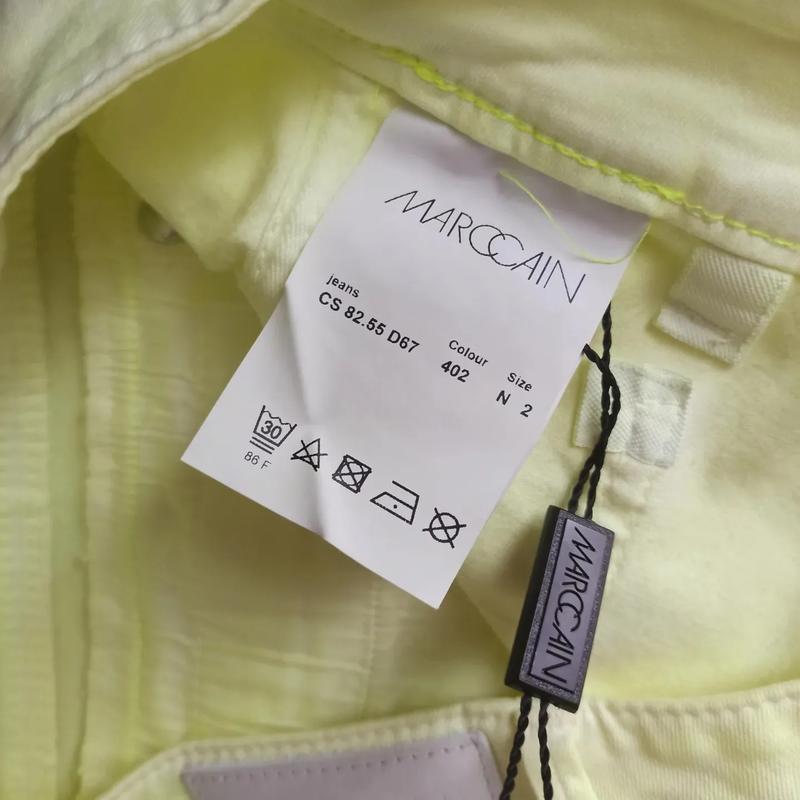 MARCCAIN
jeans
CS 82.55 D67
Colour
402
Size
N 2
30
86 F
MARCCAIN